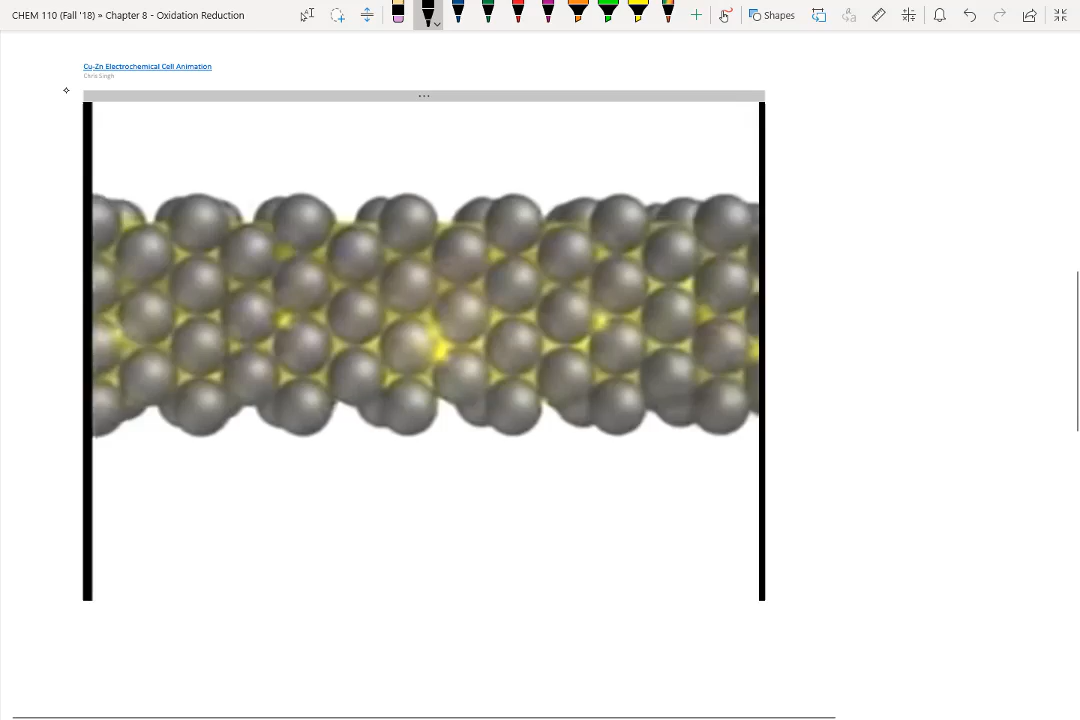 CHEM 110 (Fall '18) » Chapter 8 - Oxidation Reduction
Shapes
Cu-Zn Electrochemical Cell Animation
Chris Singh